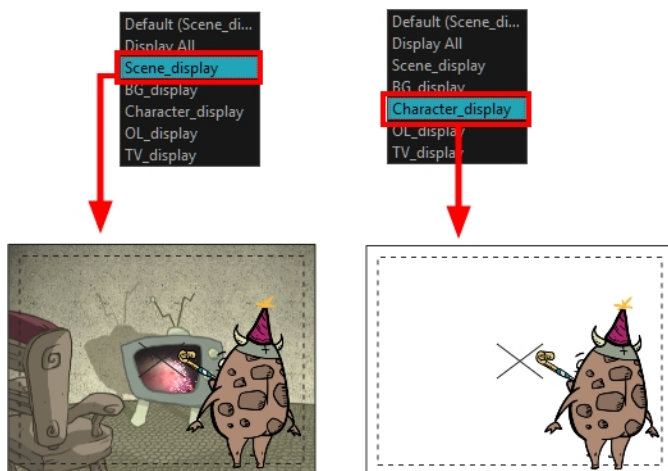 Default (Scene_di...
Display All
Scene_display
BG_display
Character_display
OL_display
TV_display
Default (Scene_di...
Display All
Scene_display
BG_display
Character_display
OL_display
TV_display